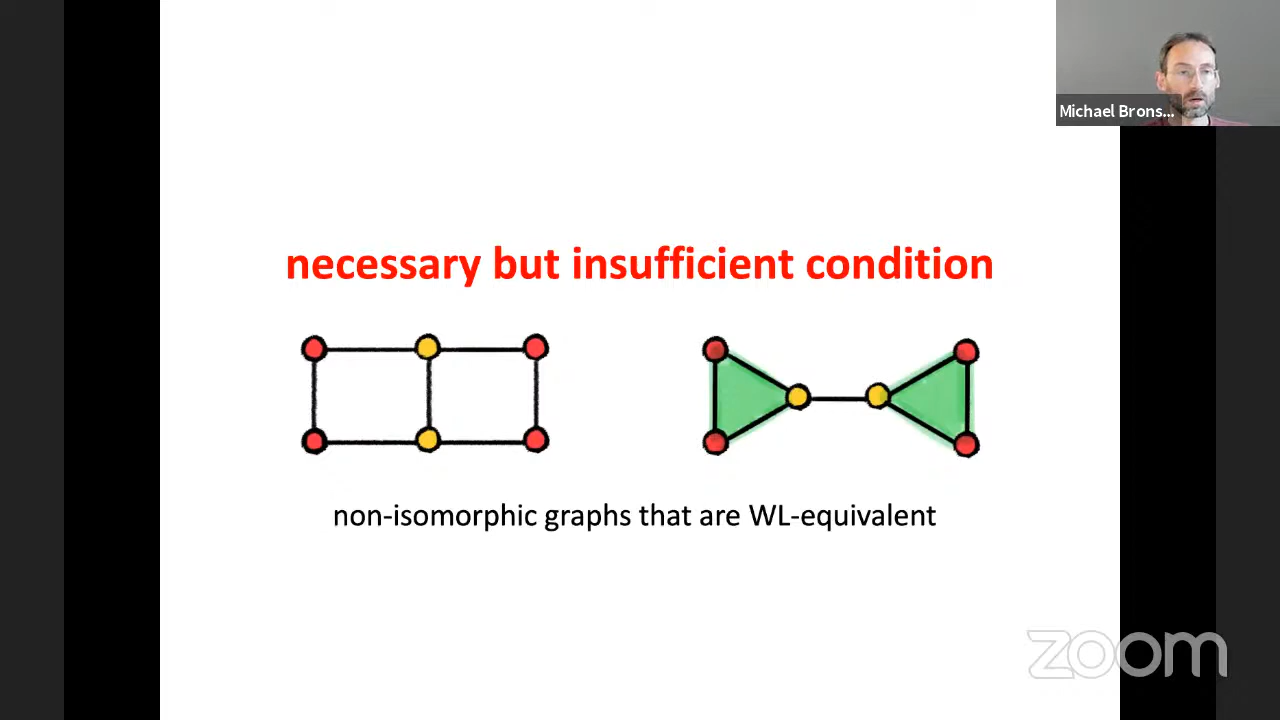 Michael Brons...
necessary but insufficient condition
non-isomorphic graphs that are WL-equivalent
zoom